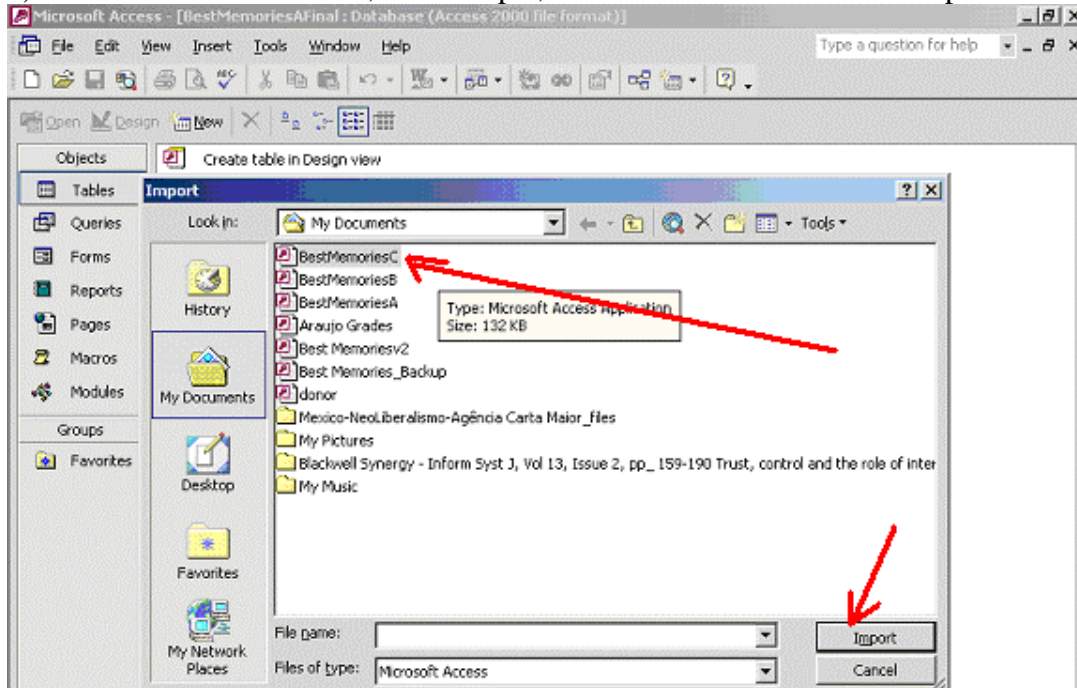 Microsoft Access - [BestMemoriesAFinal : Database (Access 2000 file format)]
File Edit View Insert Tools Window Help Type a question for help
Open Design New
Objects Create table in Design view
Tables
Queries
Forms
Reports
Pages
Macros
Modules
Groups
Favorites
Import
Look in: My Documents Tools
History
My Documents
Desktop
Favorites
My Network
Places
BestMemoriesC
BestMemoriesB
BestMemoriesA
Araujo Grades
Best Memoriesv2
Best Memories_Backup
donor
Mexico-NeoLiberalismo-Agência Carta Maior_files
My Pictures
Blackwell Synergy - Inform Syst J, Vol 13, Issue 2, pp_ 159-190 Trust, control and the role of inter
My Music
Type: Microsoft Access Application
Size: 132 KB
File name: Import
Files of type: Microsoft Access Cancel